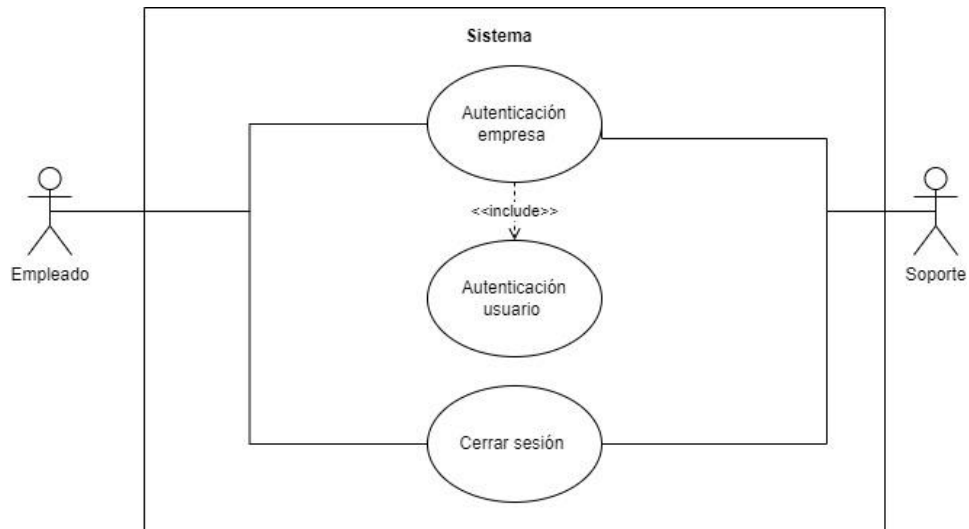 Sistema
Autenticación
empresa
<<include>>
Empleado
Soporte
Autenticación
usuario
Cerrar sesión